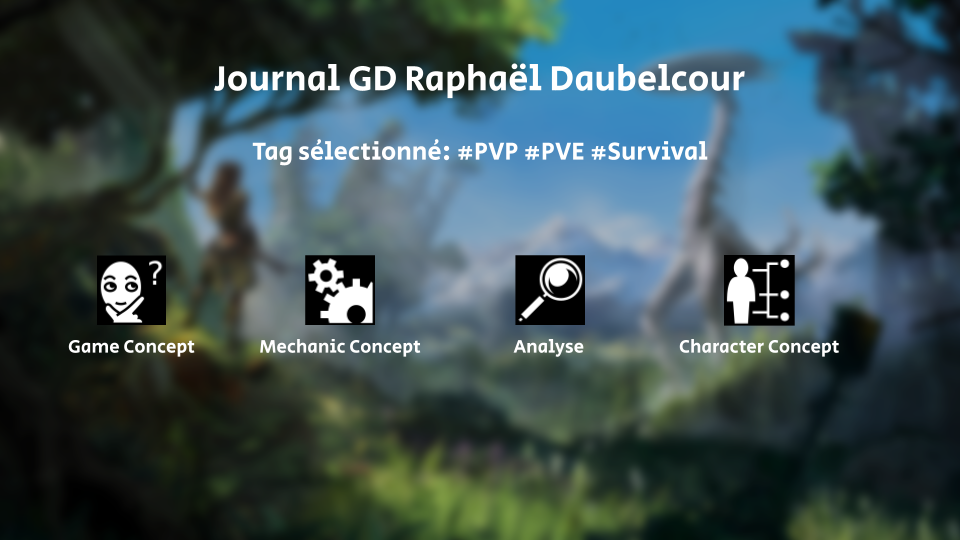 Journal GD Raphaël Daubelcour
Tag sélectionné: #PVP #PVE #Survival
?
Game Concept
Mechanic Concept
Analyse
Character Concept